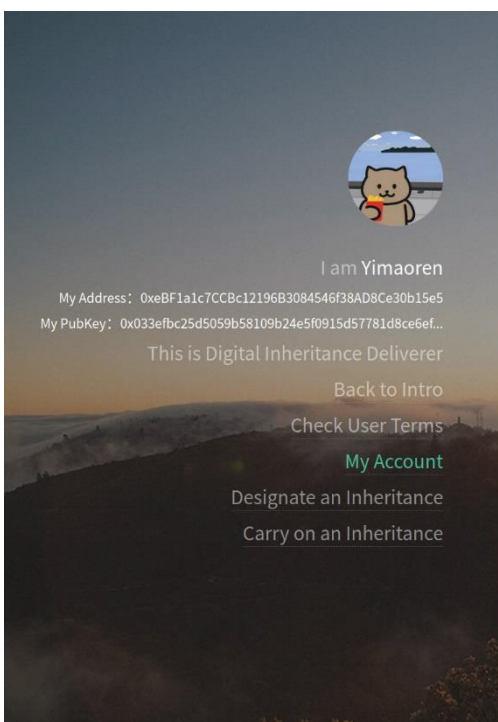 I am Yimaoren
My Address：0xeBF1a1c7CCBc12196B3084546f38AD8Ce30b15e5
My PubKey：0x033efbc25d5059b58109b24e5f0915d57781d8ce6ef...
This is Digital Inheritance Deliverer
Back to Intro
Check User Terms
My Account
Designate an Inheritance
Carry on an Inheritance